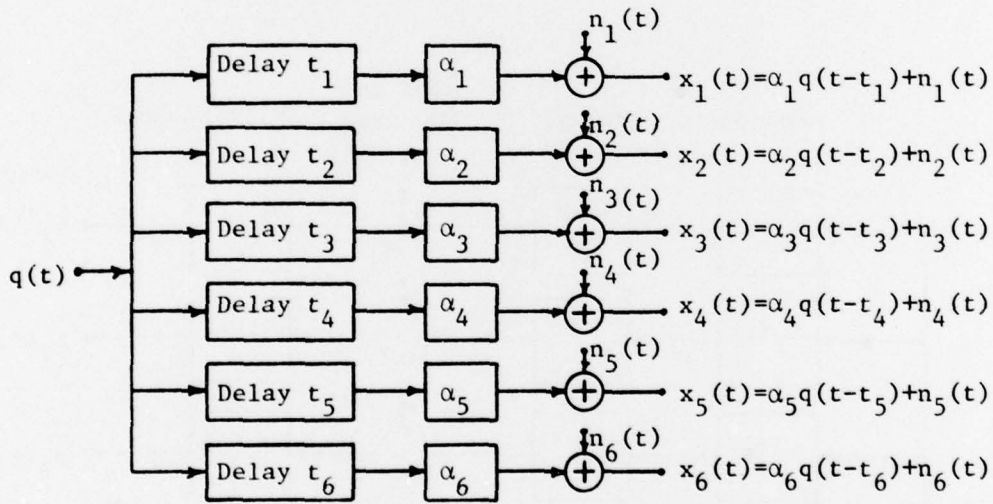 n₁(t)
Delay t₁ α₁ + x₁(t)=α₁q(t-t₁)+n₁(t)
n₂(t)
Delay t₂ α₂ + x₂(t)=α₂q(t-t₂)+n₂(t)
n₃(t)
Delay t₃ α₃ + x₃(t)=α₃q(t-t₃)+n₃(t)
q(t)
n₄(t)
Delay t₄ α₄ + x₄(t)=α₄q(t-t₄)+n₄(t)
n₅(t)
Delay t₅ α₅ + x₅(t)=α₅q(t-t₅)+n₅(t)
n₆(t)
Delay t₆ α₆ + x₆(t)=α₆q(t-t₆)+n₆(t)